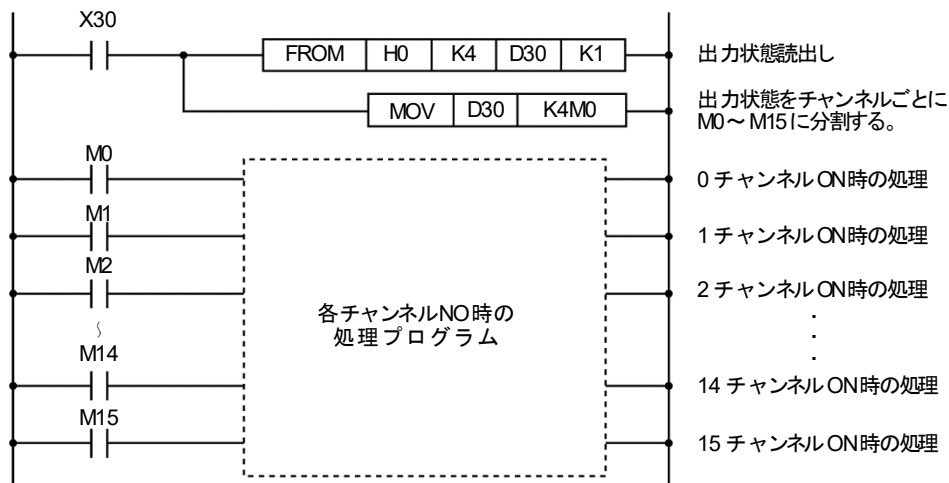 X30
FROM H0 K4 D30 K1 出力状態読出し
MOV D30 K4M0 出力状態をチャンネルごとに
M0～M15に分割する。
M0
0 チャンネル ON時の処理
M1
1 チャンネル ON時の処理
M2
2 チャンネル ON時の処理
各チャンネルNO時の
処理プログラム
～
・
・
・
M14
14 チャンネル ON時の処理
M15
15 チャンネル ON時の処理